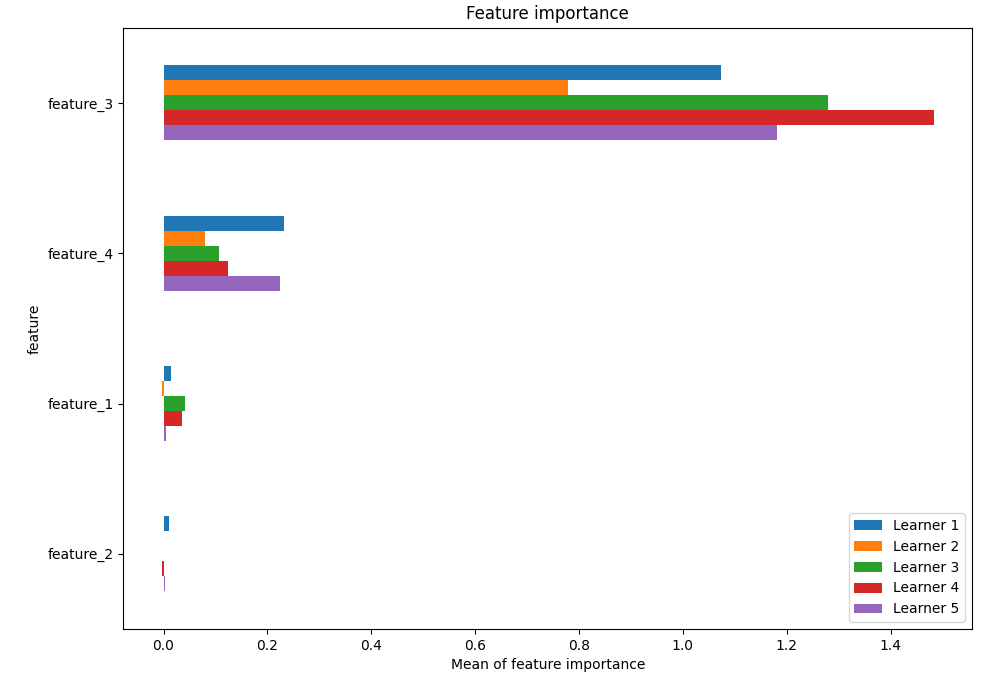 Feature importance
feature_3
feature_4
feature_1
feature_2
feature
0.0 0.2 0.4 0.6 0.8 1.0 1.2 1.4
Mean of feature importance
Learner 1
Learner 2
Learner 3
Learner 4
Learner 5